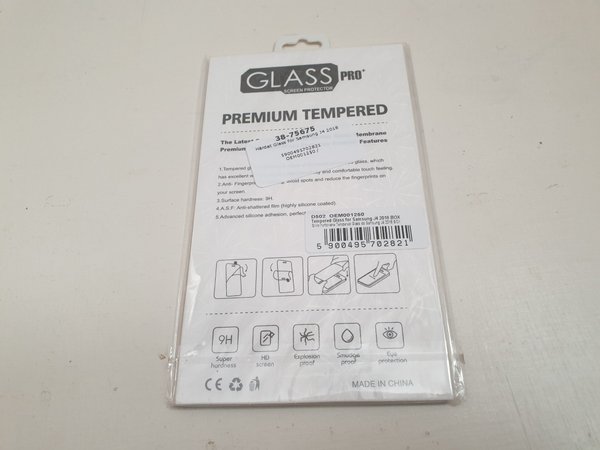 GLASS PRO+
SCREEN PROTECTOR
PREMIUM TEMPERED
The Latest
Membrane
Premium
Features
38-75675
Härdat Glass for Samsung J4 2018
5900495702821
OEM001260 /
1.Tempered
glass, which
has excellent
and comfortable touch feeling.
2.Anti- Fingerprint
avoid spots and reduce the fingerprints on
your screen.
3.Surface hardness: 9H.
4.A.S.F: Anti-shattered film (highly silicone coated).
5.Advanced silicone adhesion, perfect
D602 OEM001260
Tempered Glass for Samsung J4 2018 BOX
5 900495 702821
9H
Super hardness
HD screen
Explosion proof
Smudge proof
Eye protection
CE
MADE IN CHINA